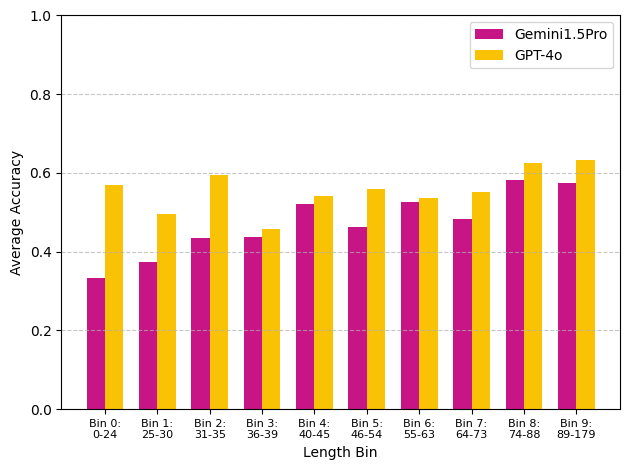 1.0
0.8
0.6
0.4
0.2
0.0
Average Accuracy
Gemini1.5Pro
GPT-4o
Bin 0:
0-24
Bin 1:
25-30
Bin 2:
31-35
Bin 3:
36-39
Bin 4:
40-45
Bin 5:
46-54
Bin 6:
55-63
Bin 7:
64-73
Bin 8:
74-88
Bin 9:
89-179
Length Bin